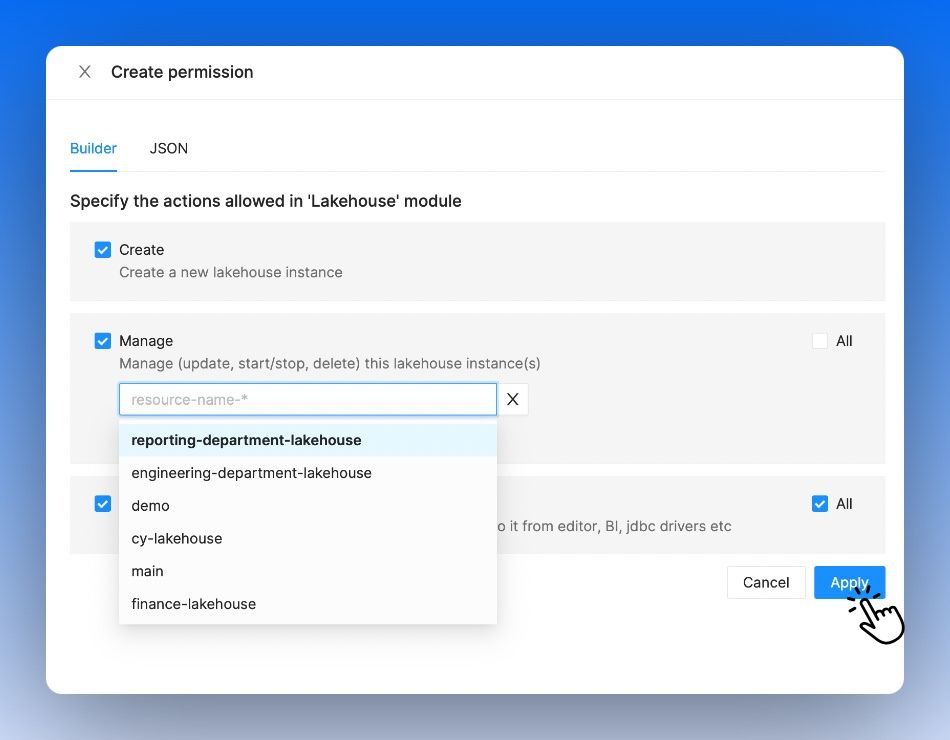 Create permission
Builder
JSON
Specify the actions allowed in 'Lakehouse' module
Create
Create a new lakehouse instance
Manage
All
Manage (update, start/stop, delete) this lakehouse instance(s)
resource-name-*
X
reporting-department-lakehouse
engineering-department-lakehouse
demo
cy-lakehouse
main
finance-lakehouse
All
it from editor, BI, jdbc drivers etc
Cancel
Apply